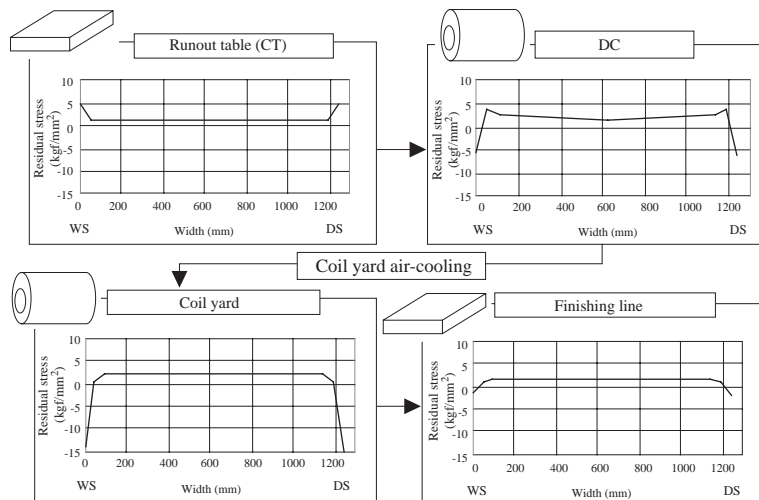 Runout table (CT)
Residual stress
(kgf/mm²)
10
5
0
-5
-10
-15
0 200 400 600 800 1000 1200
WS Width (mm) DS
DC
Residual stress
(kgf/mm²)
10
5
0
-5
-10
-15
0 200 400 600 800 1000 1200
WS Width (mm) DS
Coil yard air-cooling
Coil yard
Residual stress
(kgf/mm²)
10
5
0
-5
-10
-15
0 200 400 600 800 1000 1200
WS Width (mm) DS
Finishing line
Residual stress
(kgf/mm²)
10
5
0
-5
-10
-15
0 200 400 600 800 1000 1200
WS Width (mm) DS